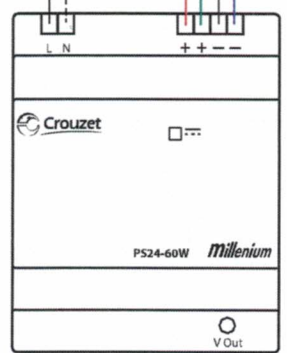 L N + + − −
Crouzet
PS24-60W Millenium
V Out